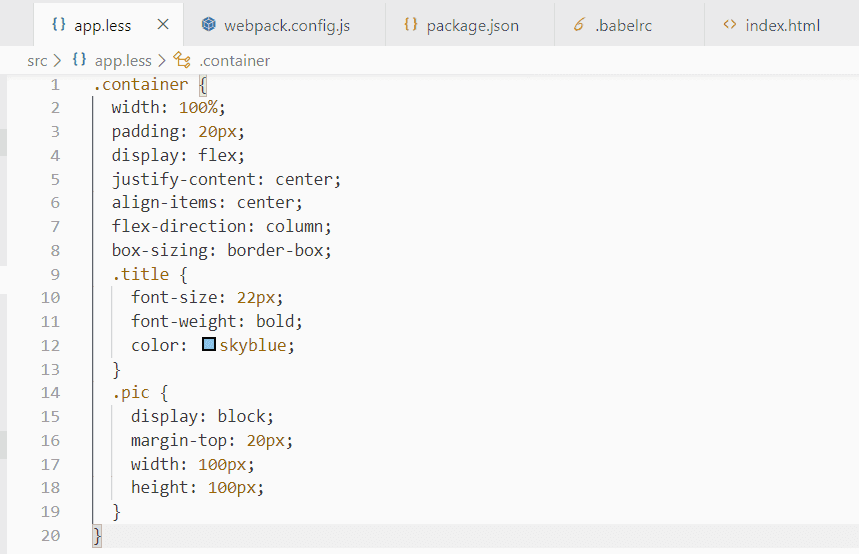 app.less
webpack.config.js
package.json
.babelrc
index.html
src > {} app.less > .container
1 .container {
2   width: 100%;
3   padding: 20px;
4   display: flex;
5   justify-content: center;
6   align-items: center;
7   flex-direction: column;
8   box-sizing: border-box;
9   .title {
10     font-size: 22px;
11     font-weight: bold;
12     color: skyblue;
13   }
14   .pic {
15     display: block;
16     margin-top: 20px;
17     width: 100px;
18     height: 100px;
19   }
20 }